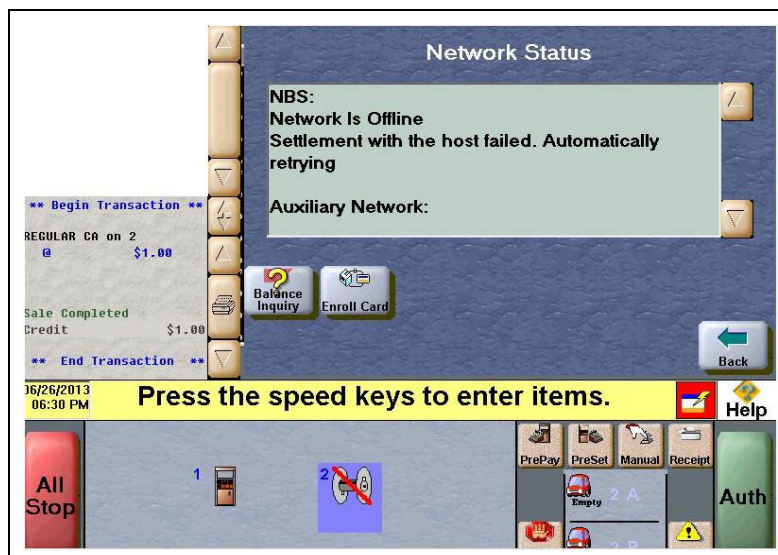 Network Status
NBS:
Network Is Offline
Settlement with the host failed. Automatically
retrying
Auxiliary Network:
** Begin Transaction **
REGULAR CA on 2
@ $1.00
Sale Completed
Credit $1.00
** End Transaction **
Balance
Inquiry
Enroll Card
Back
06/26/2013
06:30 PM
Press the speed keys to enter items.
Help
All
Stop
1
2
PrePay
PreSet
Manual
Receipt
Empty
2 A
2 B
Auth